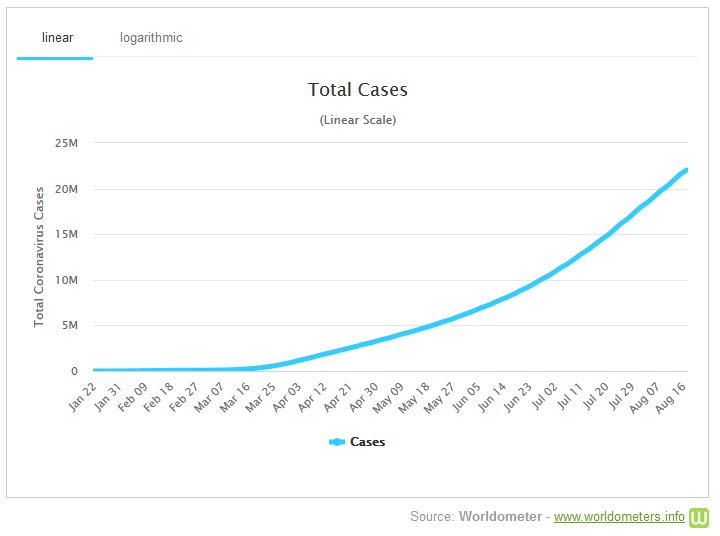 linear logarithmic
Total Cases
(Linear Scale)
Total Coronavirus Cases
25M
20M
15M
10M
5M
0
Jan 22 Jan 31 Feb 09 Feb 18 Feb 27 Mar 07 Mar 16 Mar 25 Apr 03 Apr 12 Apr 21 Apr 30 May 09 May 18 May 27 Jun 05 Jun 14 Jun 23 Jul 02 Jul 11 Jul 20 Jul 29 Aug 07 Aug 16
Cases
Source: Worldometer - www.worldometers.info W